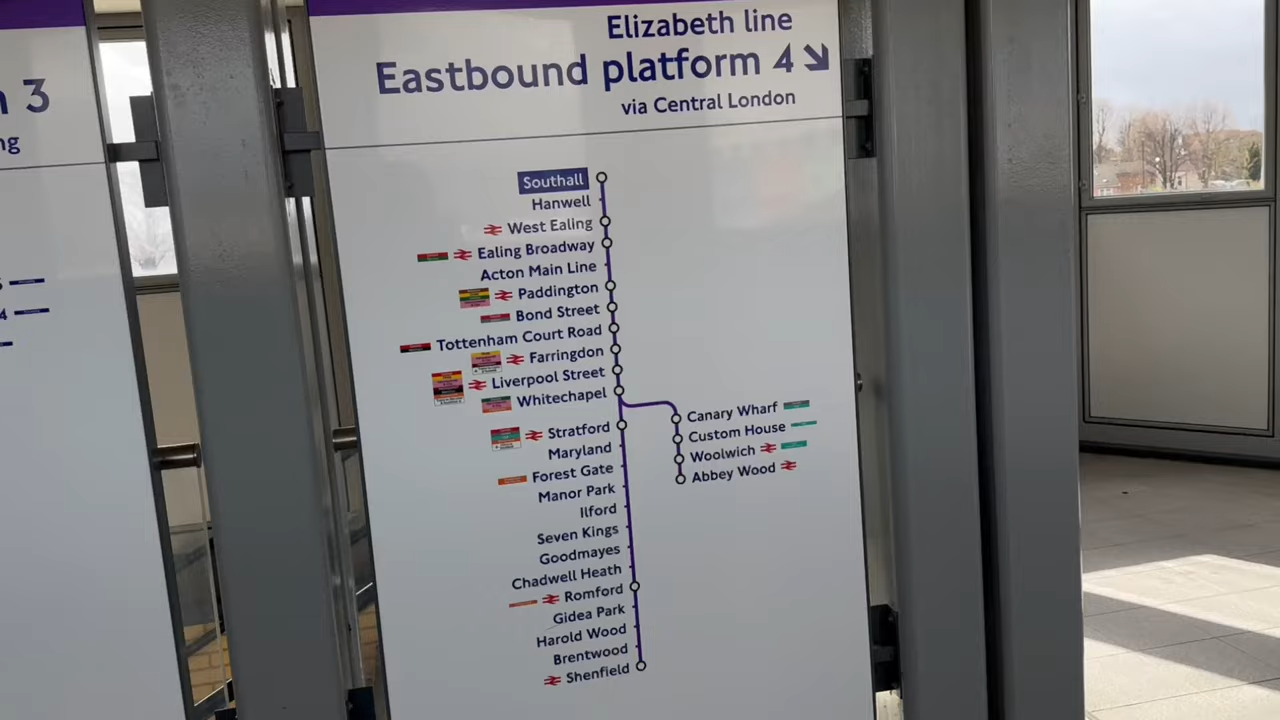 3
Elizabeth line
Eastbound platform 4 ↘
via Central London
Southall
Hanwell
West Ealing
Ealing Broadway
Acton Main Line
Paddington
Bond Street
Tottenham Court Road
Farringdon
Liverpool Street
Whitechapel
Canary Wharf
Custom House
Woolwich
Abbey Wood
Stratford
Maryland
Forest Gate
Manor Park
Ilford
Seven Kings
Goodmayes
Chadwell Heath
Romford
Gidea Park
Harold Wood
Brentwood
Shenfield